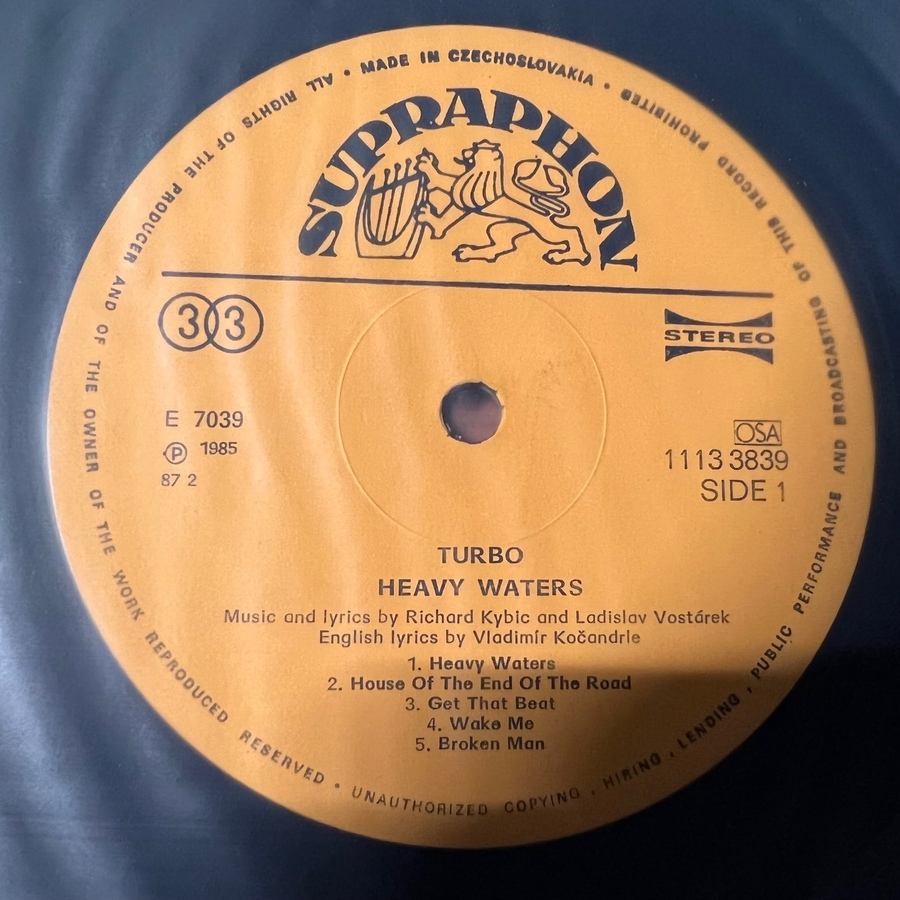 • MADE IN CZECHOSLOVAKIA •
ALL RIGHTS OF THE PRODUCER AND OF THE OWNER OF THE WORK REPRODUCED RESERVED • UNAUTHORIZED COPYING, HIRING, LENDING, PUBLIC PERFORMANCE AND BROADCASTING OF THIS RECORD PROHIBITED
SUPRAPHON
33
STEREO
E 7039
Ⓟ 1985
87 2
OSA
1113 3839
SIDE 1
TURBO
HEAVY WATERS
Music and lyrics by Richard Kybic and Ladislav Vostárek
English lyrics by Vladimír Kočandrle
1. Heavy Waters
2. House Of The End Of The Road
3. Get That Beat
4. Wake Me
5. Broken Man